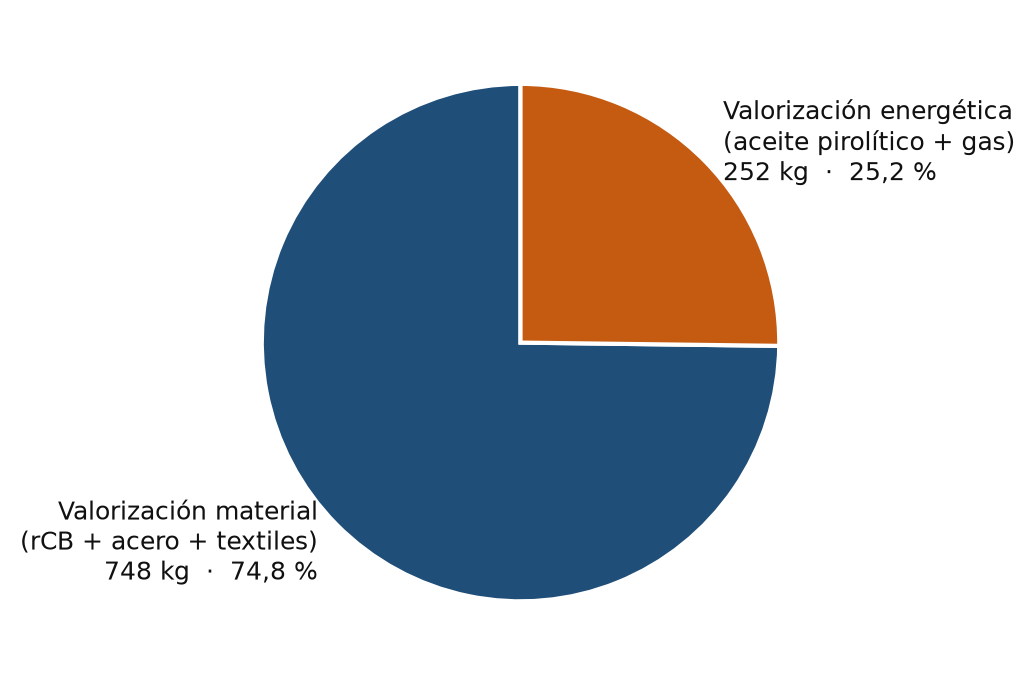 Valorización energética
(aceite pirolítico + gas)
252 kg · 25,2 %
Valorización material
(rCB + acero + textiles)
748 kg · 74,8 %